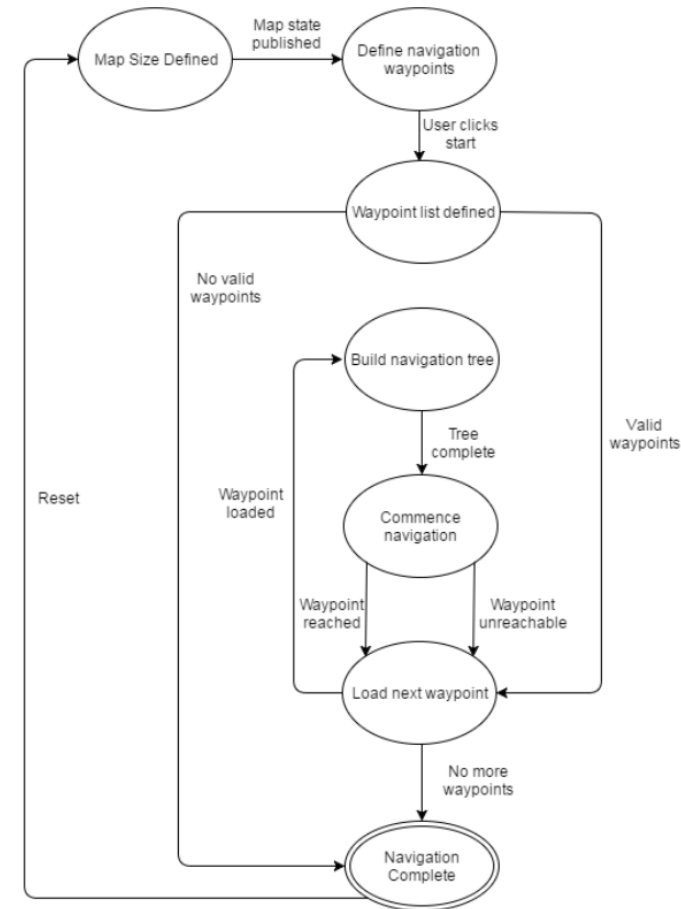 Map state
published
Map Size Defined
Define navigation
waypoints
User clicks
start
Waypoint list defined
No valid
waypoints
Build navigation tree
Valid
waypoints
Tree
complete
Reset
Waypoint
loaded
Commence
navigation
Waypoint
reached
Waypoint
unreachable
Load next waypoint
No more
waypoints
Navigation
Complete